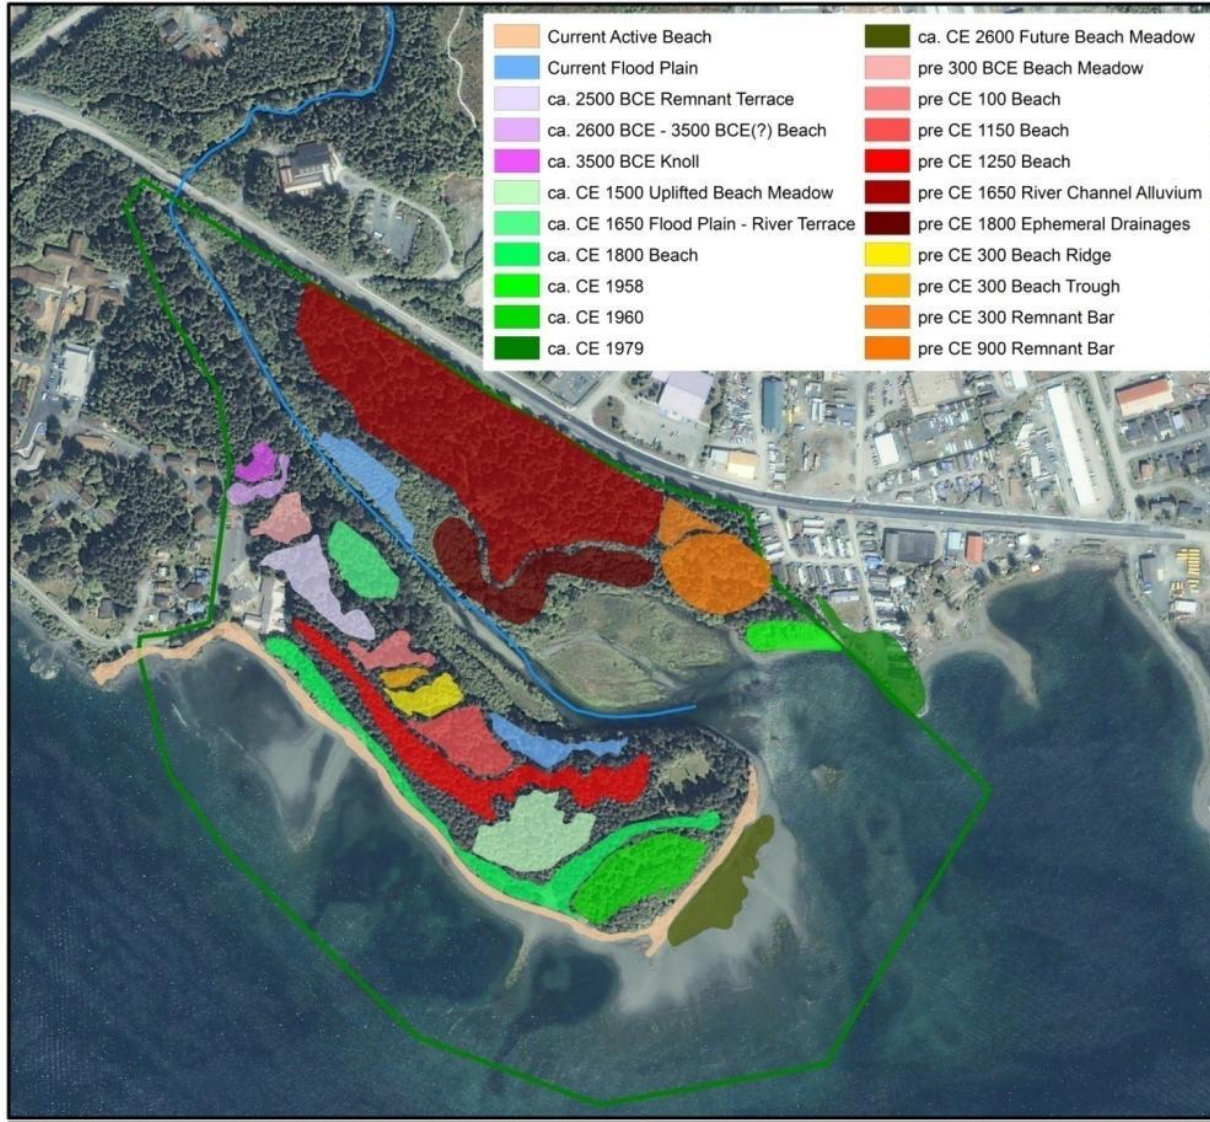 Current Active Beach
Current Flood Plain
ca. 2500 BCE Remnant Terrace
ca. 2600 BCE - 3500 BCE(?) Beach
ca. 3500 BCE Knoll
ca. CE 1500 Uplifted Beach Meadow
ca. CE 1650 Flood Plain - River Terrace
ca. CE 1800 Beach
ca. CE 1958
ca. CE 1960
ca. CE 1979
ca. CE 2600 Future Beach Meadow
pre 300 BCE Beach Meadow
pre CE 100 Beach
pre CE 1150 Beach
pre CE 1250 Beach
pre CE 1650 River Channel Alluvium
pre CE 1800 Ephemeral Drainages
pre CE 300 Beach Ridge
pre CE 300 Beach Trough
pre CE 300 Remnant Bar
pre CE 900 Remnant Bar